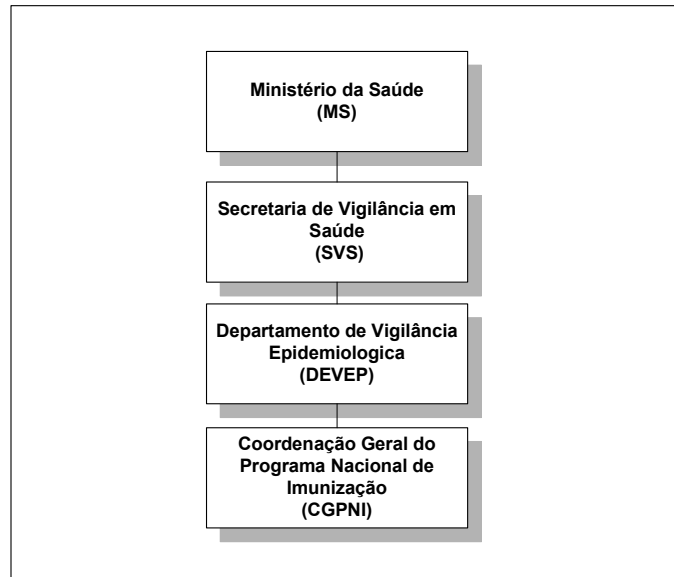 Ministério da Saúde
(MS)
Secretaria de Vigilância em
Saúde
(SVS)
Departamento de Vigilância
Epidemiologica
(DEVEP)
Coordenação Geral do
Programa Nacional de
Imunização
(CGPNI)